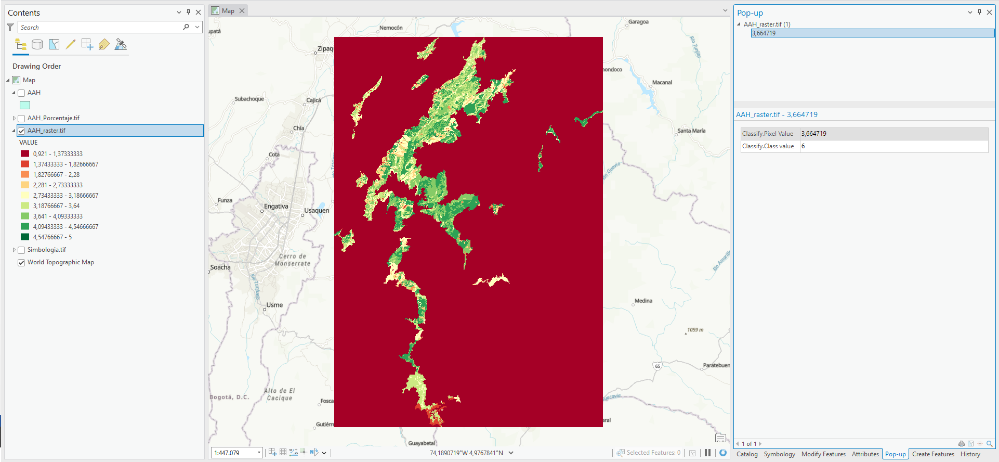 Contents
Search
Drawing Order
Map
AAH
AAH_Porcentaje.tif
AAH_raster.tif
VALUE
0,921 - 1,37333333
1,37433333 - 1,82666667
1,82766667 - 2,28
2,281 - 2,73333333
2,73433333 - 3,18666667
3,18766667 - 3,64
3,641 - 4,09333333
4,09433333 - 4,54666667
4,54766667 - 5
Simbologia.tif
World Topographic Map
Map
upatá
Nemocón
Garagoa
Zipaq
Río Tunjita
hondoco
Macanal
Subachoque
Cajicá
Chía
Santa María
Cota
Río Guavio
Funza
Engativa
Usaquen
Cerro de
Monserrate
Soacha
Río Amarill
Río Tunjuelo
Medina
Usme
1059 m
65
Paratebuen
Alto de El
Cacique
Bogotá, D.C.
Fosca
Guacavía
Gutiérre
aral
Guayabetal
1:447.079
74,1890719°W 4,9767841°N
Selected Features: 0
Pop-up
AAH_raster.tif (1)
3,664719
AAH_raster.tif - 3,664719
Classify.Pixel Value 3,664719
Classify.Class value 6
1 of 1
Catalog Symbology Modify Features Attributes Pop-up Create Features History